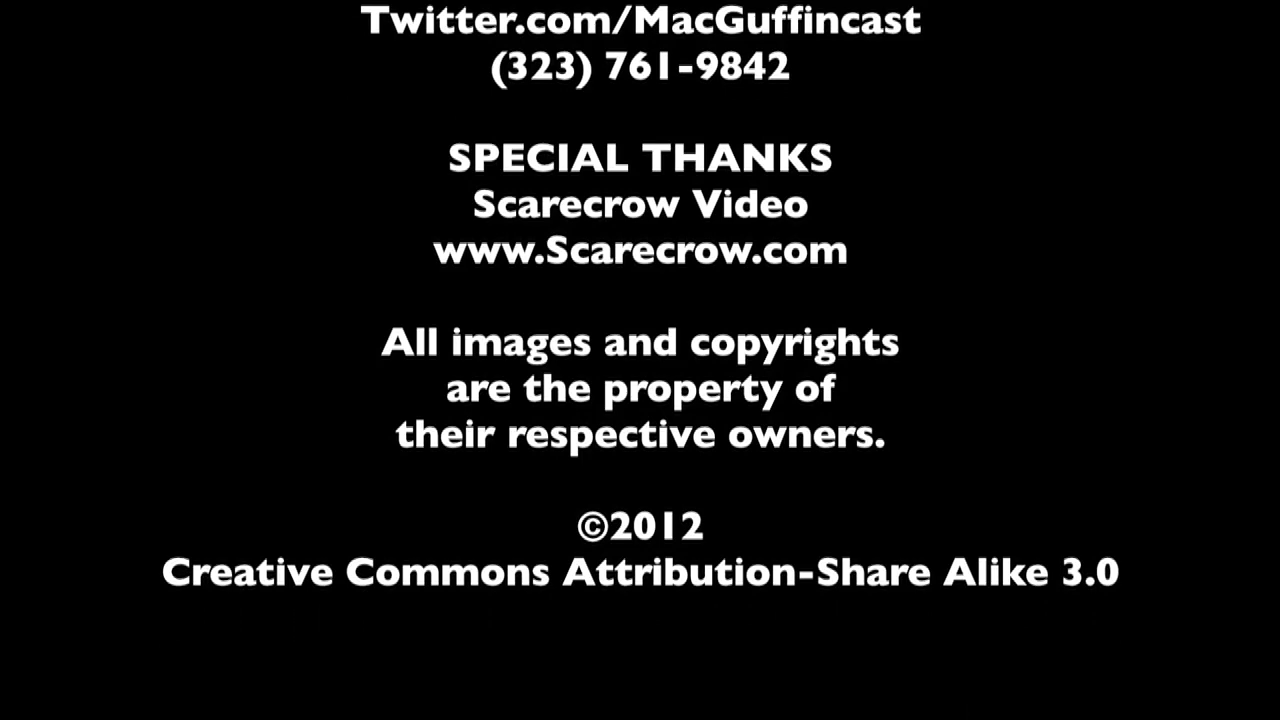 Twitter.com/MacGuffincast
(323) 761-9842
SPECIAL THANKS
Scarecrow Video
www.Scarecrow.com
All images and copyrights
are the property of
their respective owners.
©2012
Creative Commons Attribution-Share Alike 3.0